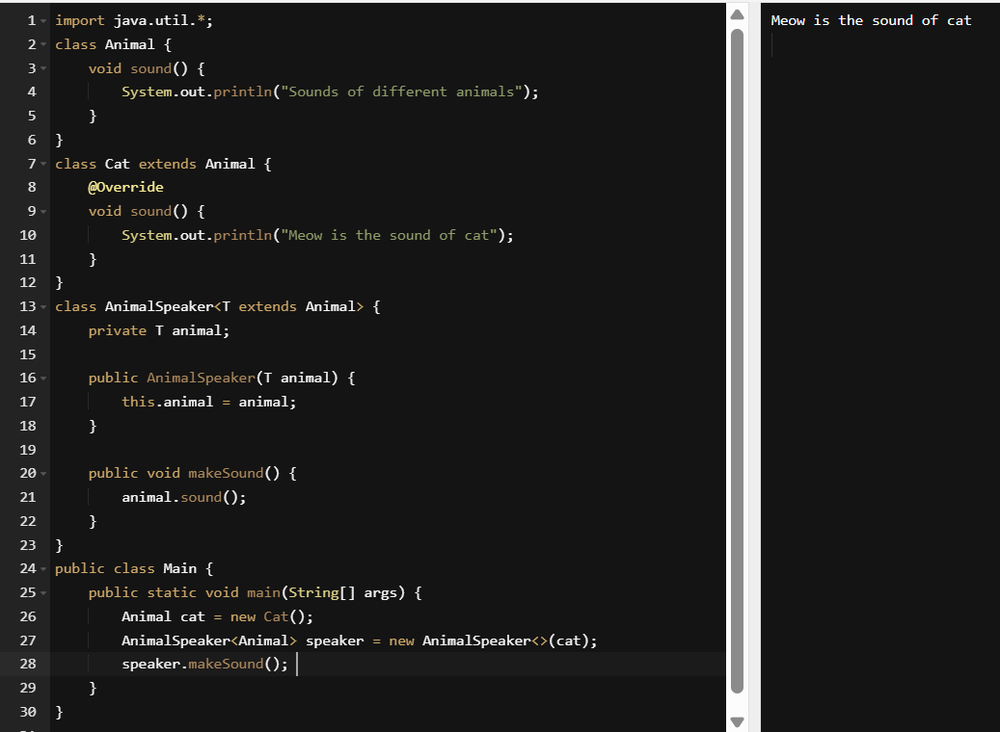 1 import java.util.*;
2 class Animal {
3     void sound() {
4         System.out.println("Sounds of different animals");
5     }
6 }
7 class Cat extends Animal {
8     @Override
9     void sound() {
10         System.out.println("Meow is the sound of cat");
11     }
12 }
13 class AnimalSpeaker<T extends Animal> {
14     private T animal;
15
16     public AnimalSpeaker(T animal) {
17         this.animal = animal;
18     }
19
20     public void makeSound() {
21         animal.sound();
22     }
23 }
24 public class Main {
25     public static void main(String[] args) {
26         Animal cat = new Cat();
27         AnimalSpeaker<Animal> speaker = new AnimalSpeaker<>(cat);
28         speaker.makeSound();
29     }
30 }
Meow is the sound of cat